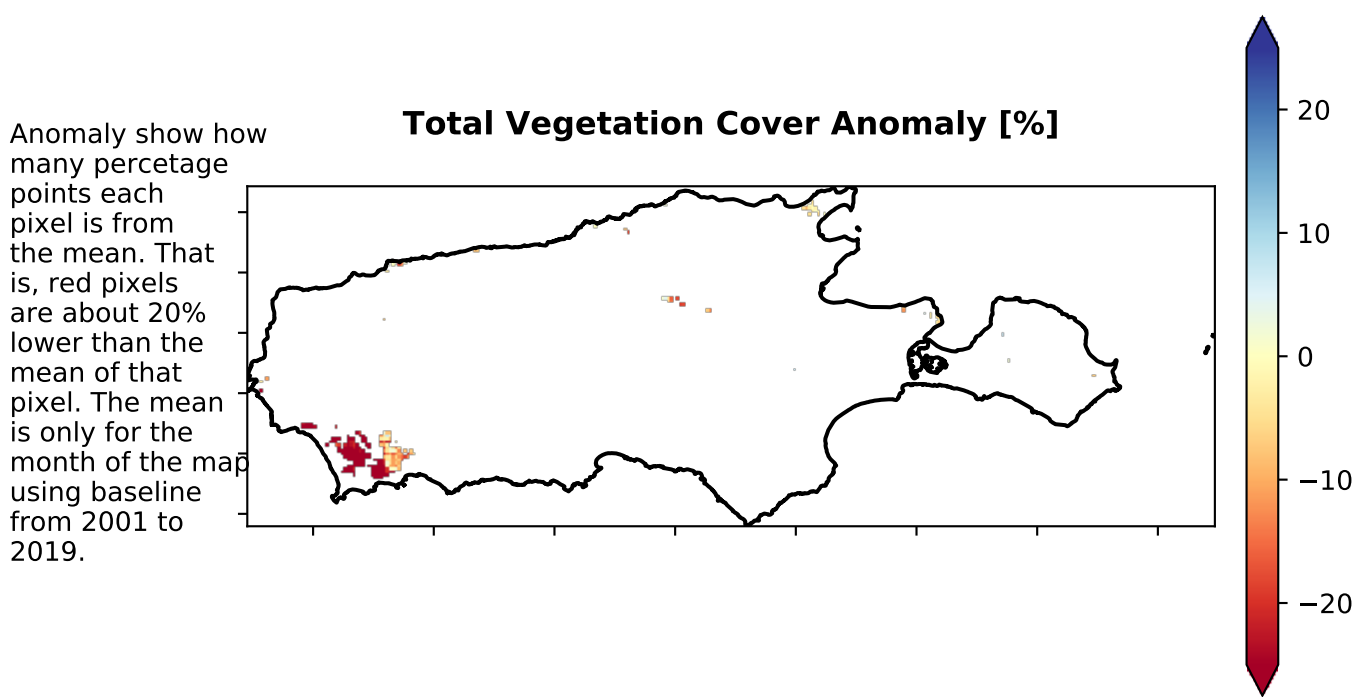 Total Vegetation Cover Anomaly [%]
Anomaly show how
many percetage
points each
pixel is from
the mean. That
is, red pixels
are about 20%
lower than the
mean of that
pixel. The mean
is only for the
month of the map
using baseline
from 2001 to
2019.
20
10
0
−10
−20